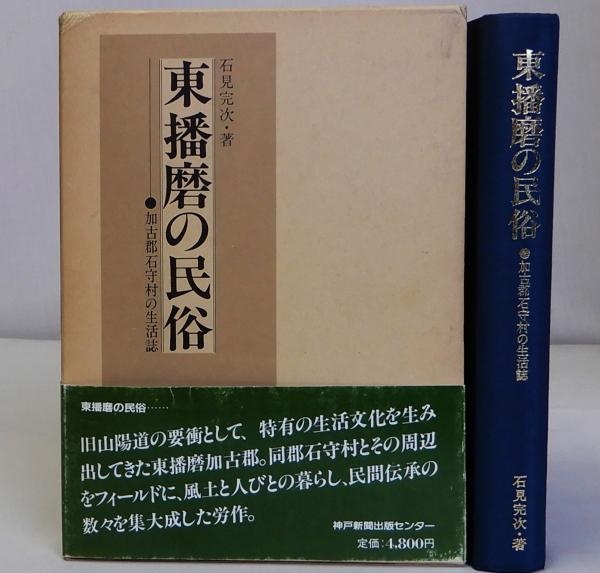 石見完次・著
東播磨の民俗
●加古郡石守村の生活誌
東播磨の民俗……
旧山陽道の要衝として、特有の生活文化を生み
出してきた東播磨加古郡。同郡石守村とその周辺
をフィールドに、風土と人びとの暮らし、民間伝承の
数々を集大成した労作。
神戸新聞出版センター
定価:4,800円
東播磨の民俗
●加古郡石守村の生活誌
石見完次・著